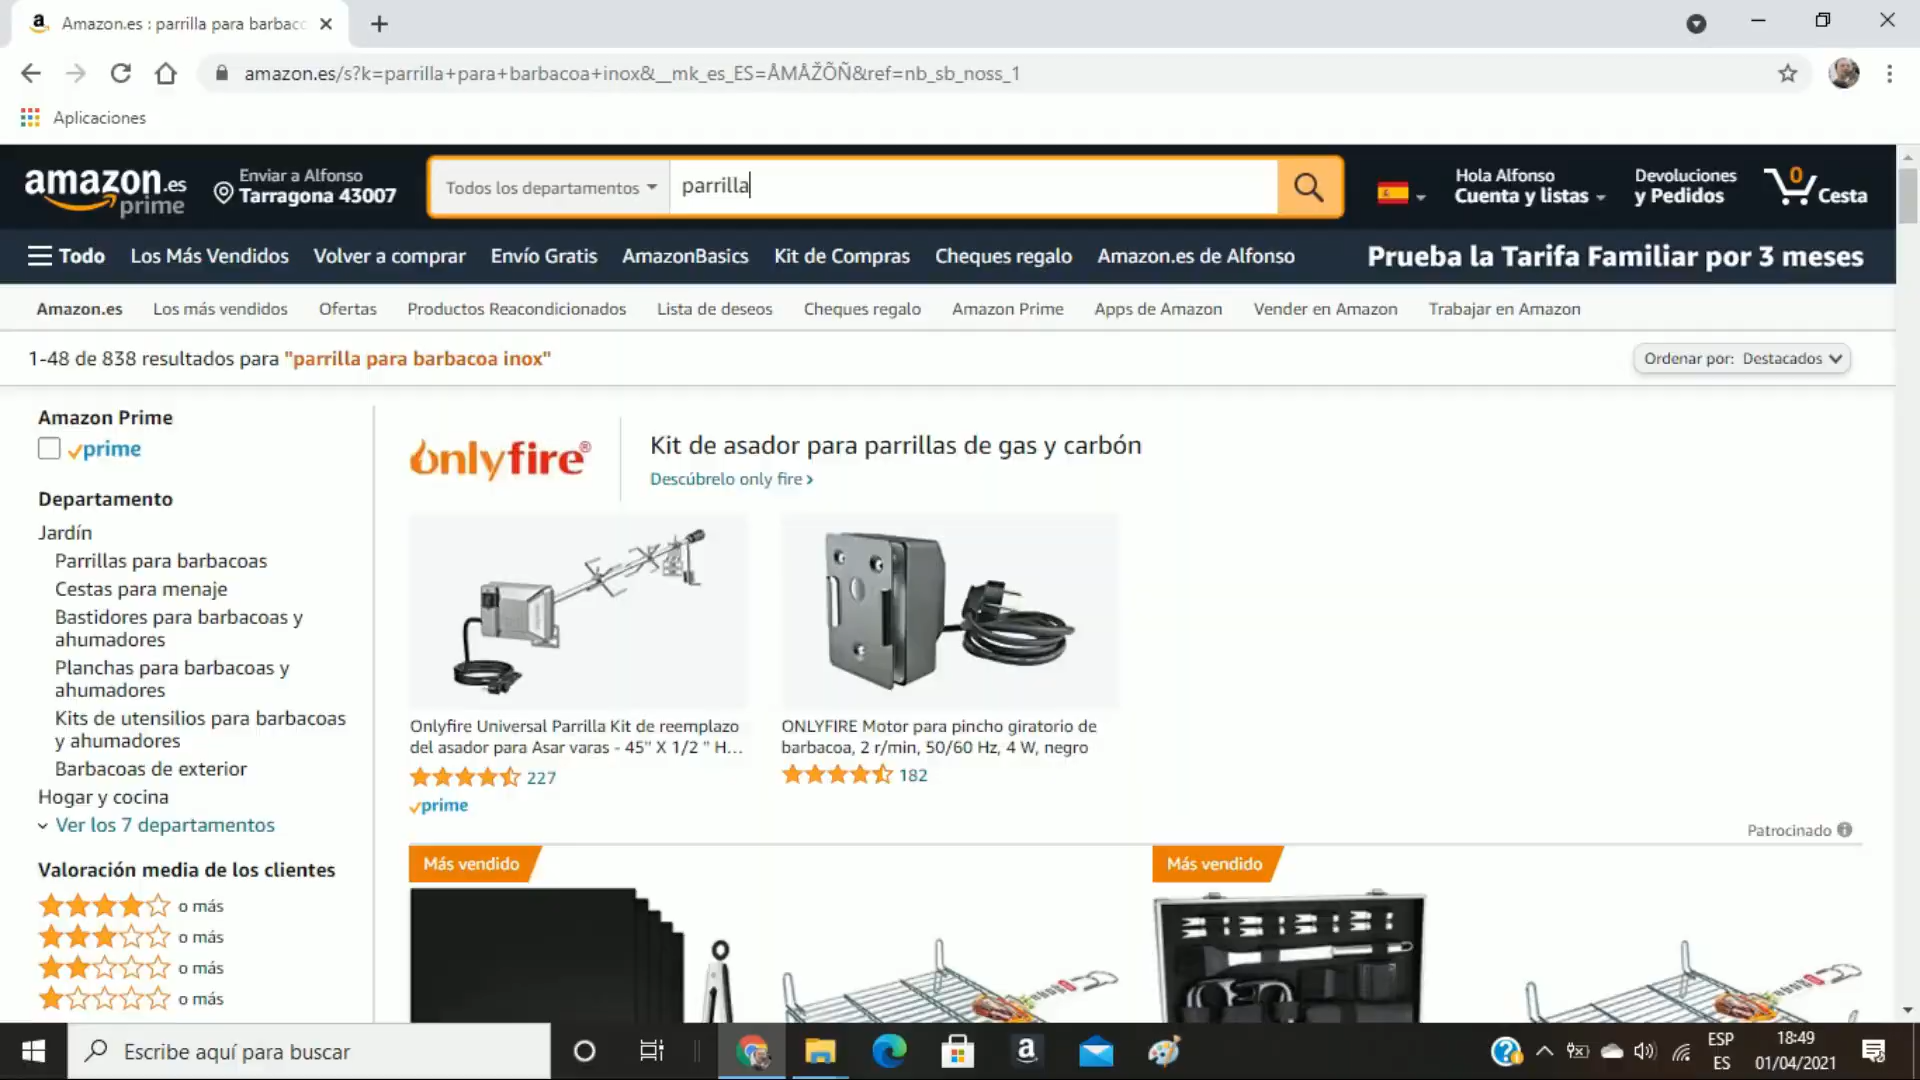 Amazon.es : parrilla para barbaco
amazon.es/s?k=parrilla+para+barbacoa+inox&__mk_es_ES=ÅMÅŽÕÑ&ref=nb_sb_noss_1
Aplicaciones
amazon.es
prime
Enviar a Alfonso
Tarragona 43007
Todos los departamentos
parrilla
Hola Alfonso
Cuenta y listas
Devoluciones
y Pedidos
0
Cesta
Todo
Los Más Vendidos
Volver a comprar
Envío Gratis
AmazonBasics
Kit de Compras
Cheques regalo
Amazon.es de Alfonso
Prueba la Tarifa Familiar por 3 meses
Amazon.es
Los más vendidos
Ofertas
Productos Reacondicionados
Lista de deseos
Cheques regalo
Amazon Prime
Apps de Amazon
Vender en Amazon
Trabajar en Amazon
1-48 de 838 resultados para "parrilla para barbacoa inox"
Ordenar por: Destacados
Amazon Prime
prime
Departamento
Jardín
Parrillas para barbacoas
Cestas para menaje
Bastidores para barbacoas y
ahumadores
Planchas para barbacoas y
ahumadores
Kits de utensilios para barbacoas
y ahumadores
Barbacoas de exterior
Hogar y cocina
Ver los 7 departamentos
Valoración media de los clientes
o más
o más
o más
o más
onlyfire®
Kit de asador para parrillas de gas y carbón
Descúbrelo only fire ›
Onlyfire Universal Parrilla Kit de reemplazo
del asador para Asar varas - 45" X 1/2 " H...
227
prime
ONLYFIRE Motor para pincho giratorio de
barbacoa, 2 r/min, 50/60 Hz, 4 W, negro
182
Patrocinado
Más vendido
Más vendido
Escribe aquí para buscar
ESP
ES
18:49
01/04/2021